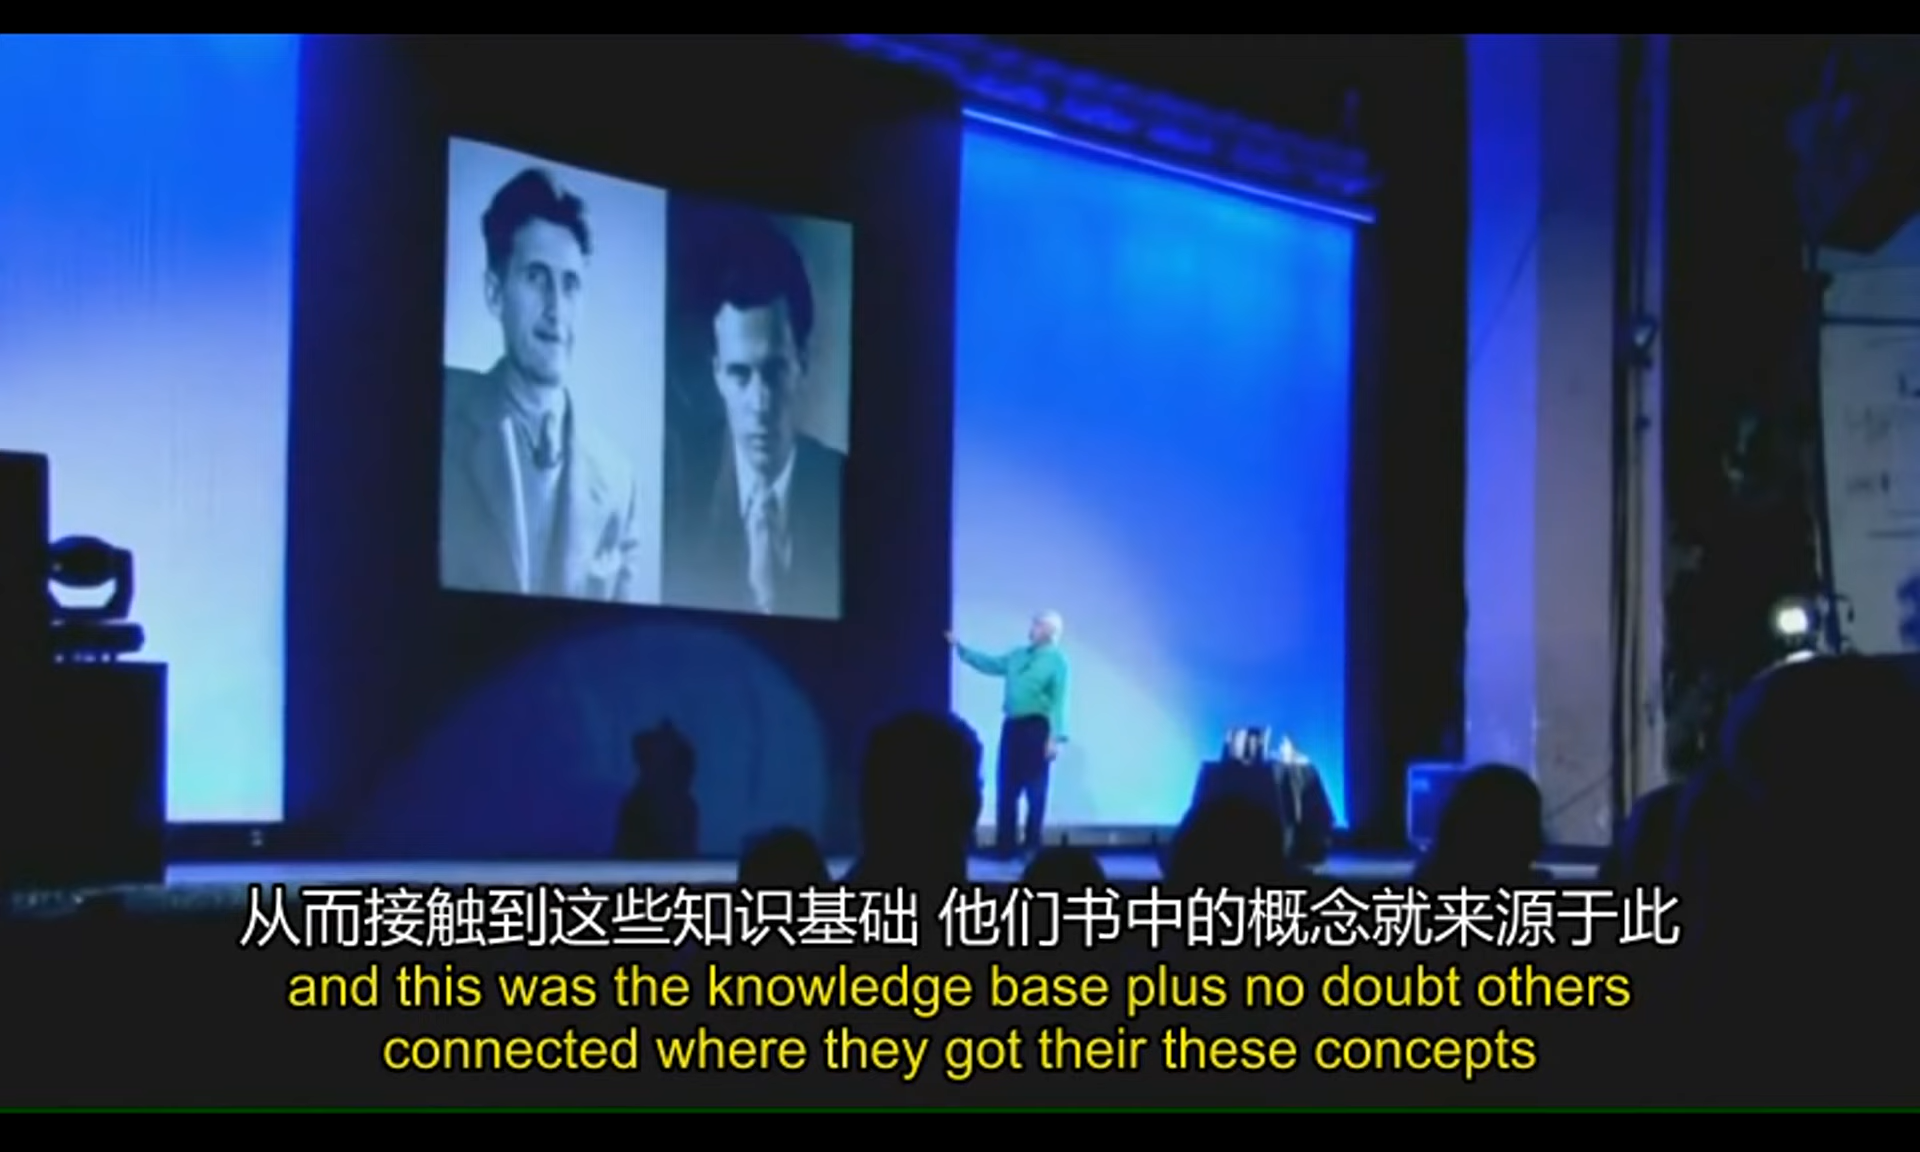 从而接触到这些知识基础 他们书中的概念就来源于此
and this was the knowledge base plus no doubt others
connected where they got their these concepts